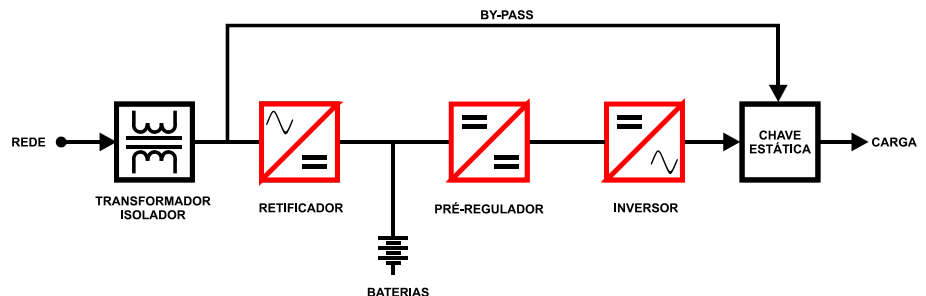 BY-PASS
REDE
CHAVE
ESTÁTICA
CARGA
TRANSFORMADOR
ISOLADOR
RETIFICADOR
PRÉ-REGULADOR
INVERSOR
BATERIAS